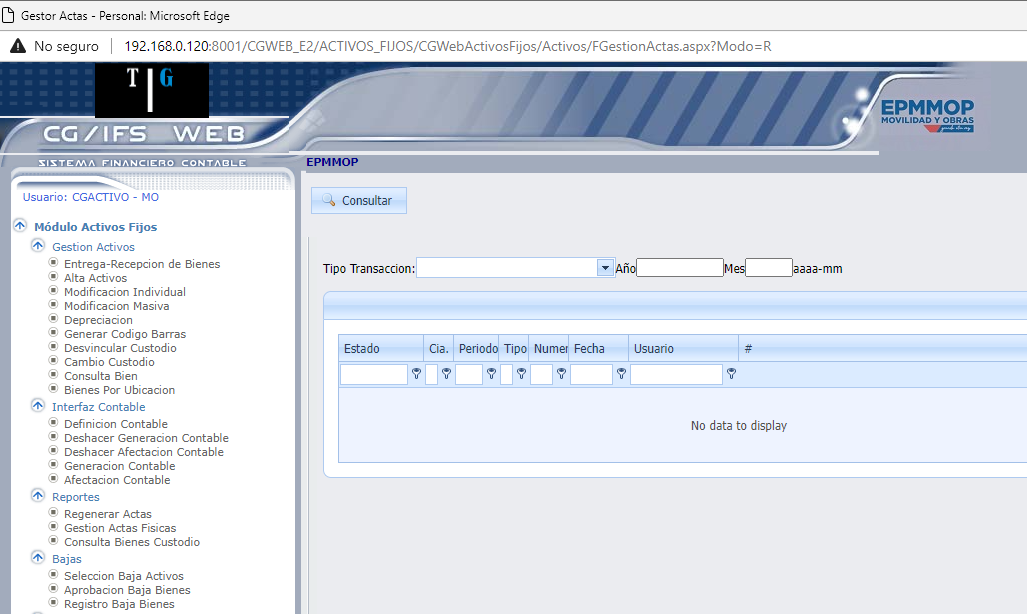 Gestor Actas - Personal: Microsoft Edge
No seguro
192.168.0.120:8001/CGWEB_E2/ACTIVOS_FIJOS/CGWebActivosFijos/Activos/FGestionActas.aspx?Modo=R
T G
CG/IFS WEB
SISTEMA FINANCIERO CONTABLE
EPMMOP
MOVILIDAD Y OBRAS
EPMMOP
Usuario: CGACTIVO - MO
Módulo Activos Fijos
Gestion Activos
Entrega-Recepcion de Bienes
Alta Activos
Modificacion Individual
Modificacion Masiva
Depreciacion
Generar Codigo Barras
Desvincular Custodio
Cambio Custodio
Consulta Bien
Bienes Por Ubicacion
Interfaz Contable
Definicion Contable
Deshacer Generacion Contable
Deshacer Afectacion Contable
Generacion Contable
Afectacion Contable
Reportes
Regenerar Actas
Gestion Actas Fisicas
Consulta Bienes Custodio
Bajas
Seleccion Baja Activos
Aprobacion Baja Bienes
Registro Baja Bienes
Consultar
Tipo Transaccion: Año Mes aaaa-mm
Estado Cia. Periodo Tipo Numer Fecha Usuario #
No data to display